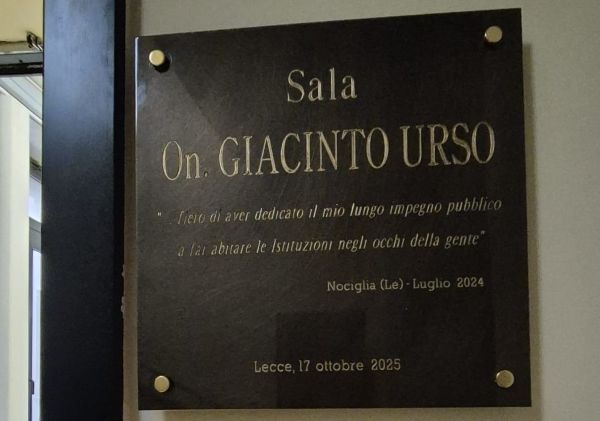 Sala
On. GIACINTO URSO
"...fiero di aver dedicato il mio lungo impegno pubblico
a far abitare le Istituzioni negli occhi della gente"
Nociglia (Le) - Luglio 2024
Lecce, 17 ottobre 2025